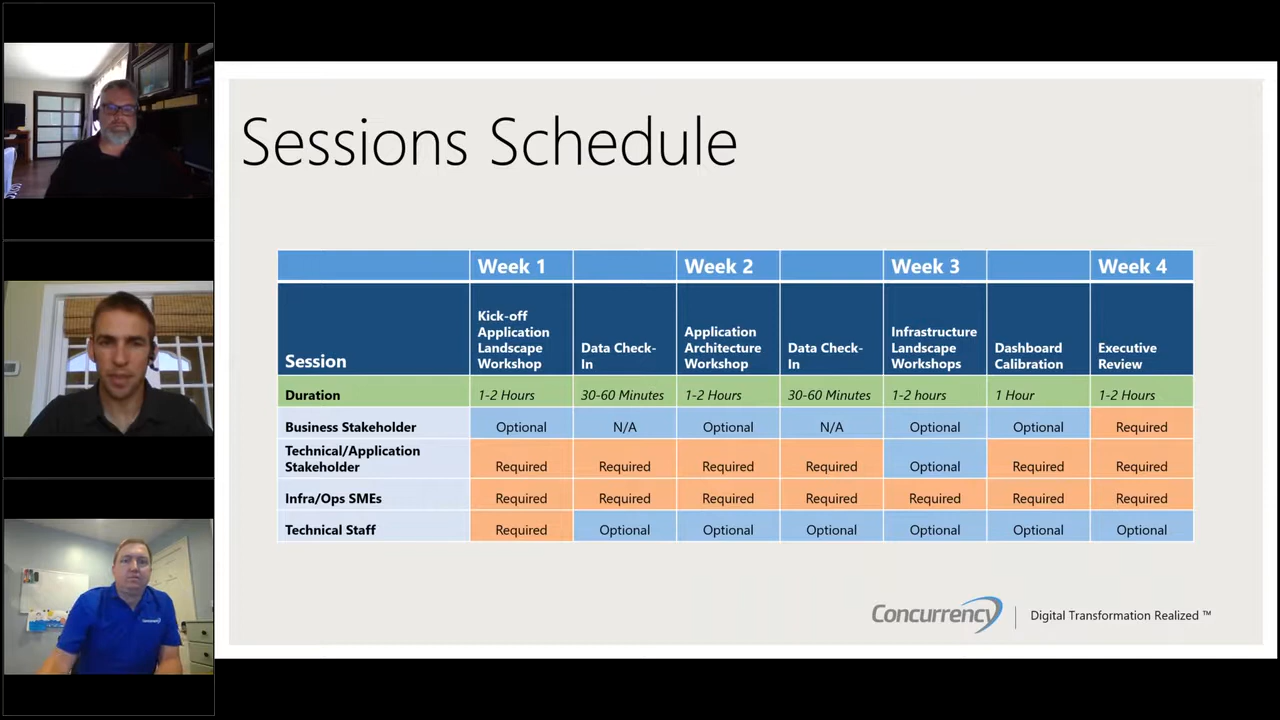 Sessions Schedule
Week 1 Week 2 Week 3 Week 4
Session
Kick-off
Application
Landscape
Workshop
Data Check-
In
Application
Architecture
Workshop
Data Check-
In
Infrastructure
Landscape
Workshops
Dashboard
Calibration
Executive
Review
Duration 1-2 Hours 30-60 Minutes 1-2 Hours 30-60 Minutes 1-2 hours 1 Hour 1-2 Hours
Business Stakeholder Optional N/A Optional N/A Optional Optional Required
Technical/Application
Stakeholder Required Required Required Required Optional Required Required
Infra/Ops SMEs Required Required Required Required Required Required Required
Technical Staff Required Optional Optional Optional Optional Optional Optional
Concurrency Digital Transformation Realized ™
Concurrency